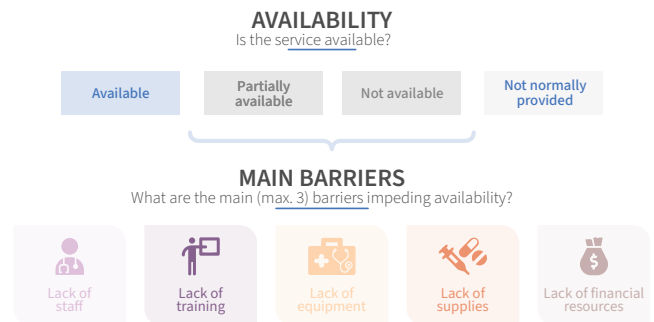 AVAILABILITY
Is the service available?
Available
Partially
available
Not available
Not normally
provided
MAIN BARRIERS
What are the main (max. 3) barriers impeding availability?
Lack of
staff
Lack of
training
Lack of
equipment
Lack of
supplies
Lack of financial
resources